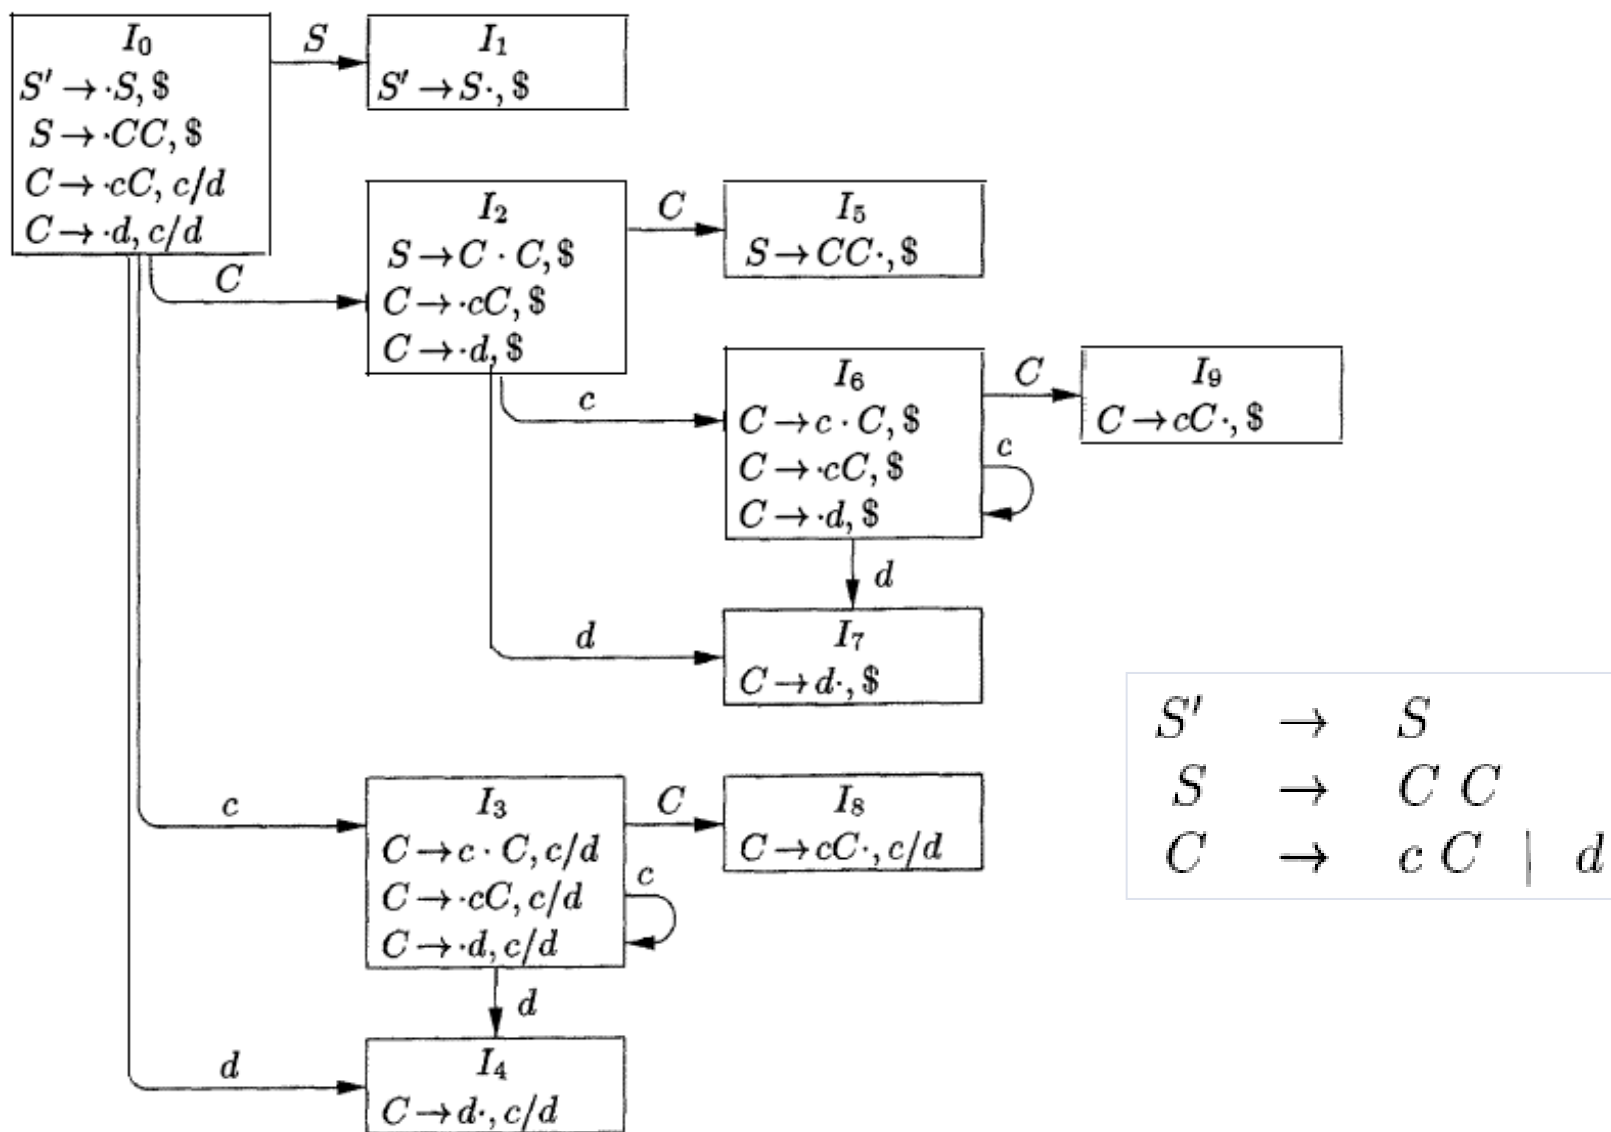 I₀
S' → ·S, $
S → ·CC, $
C → ·cC, c/d
C → ·d, c/d
S
I₁
S' → S·, $
C
I₂
S → C · C, $
C → ·cC, $
C → ·d, $
C
I₅
S → CC·, $
c
I₆
C → c · C, $
C → ·cC, $
C → ·d, $
C
I₉
C → cC·, $
c
d
d
I₇
C → d·, $
c
I₃
C → c · C, c/d
C → ·cC, c/d
C → ·d, c/d
C
I₈
C → cC·, c/d
c
d
d
I₄
C → d·, c/d
S' → S
S → C C
C → c C | d